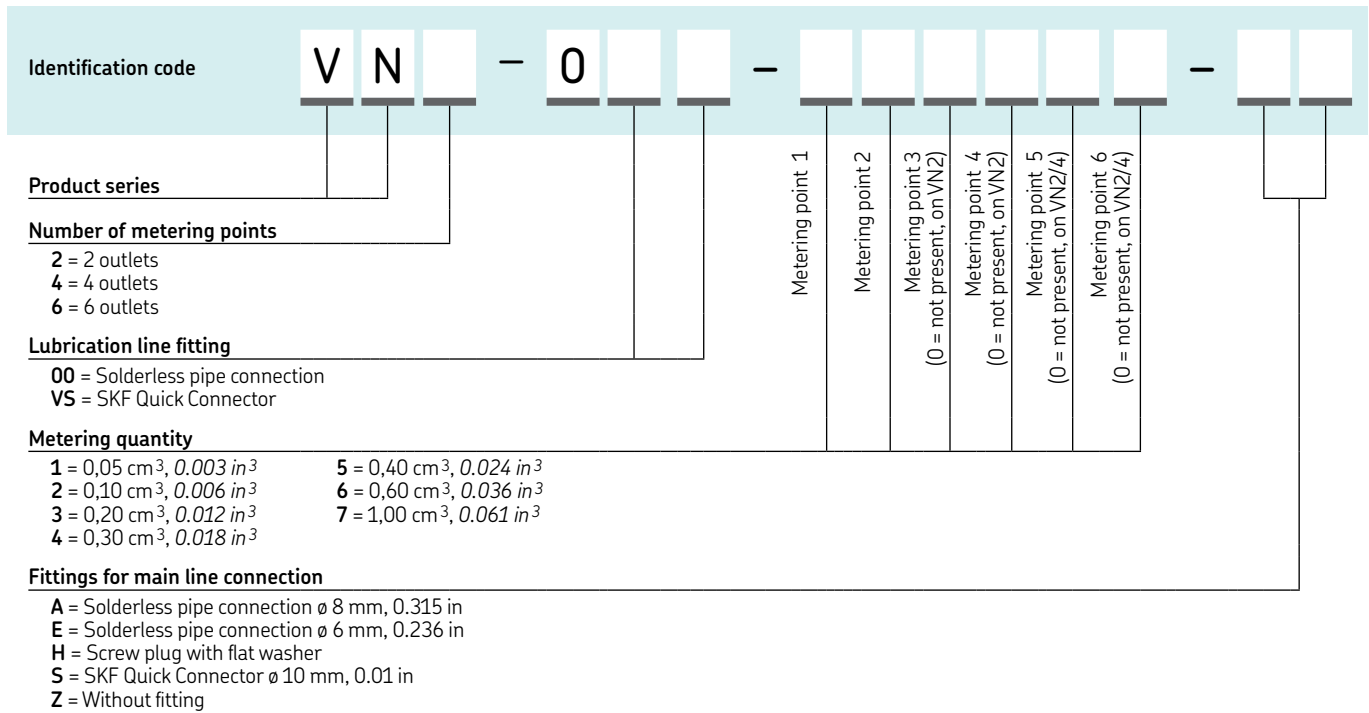 Identification code V N – 0 – –
Product series
Number of metering points
2 = 2 outlets
4 = 4 outlets
6 = 6 outlets
Lubrication line fitting
00 = Solderless pipe connection
VS = SKF Quick Connector
Metering point 1
Metering point 2
Metering point 3
(0 = not present, on VN2)
Metering point 4
(0 = not present, on VN2)
Metering point 5
(0 = not present, on VN2/4)
Metering point 6
(0 = not present, on VN2/4)
Metering quantity
1 = 0,05 cm³, 0.003 in³
2 = 0,10 cm³, 0.006 in³
3 = 0,20 cm³, 0.012 in³
4 = 0,30 cm³, 0.018 in³
5 = 0,40 cm³, 0.024 in³
6 = 0,60 cm³, 0.036 in³
7 = 1,00 cm³, 0.061 in³
Fittings for main line connection
A = Solderless pipe connection ø 8 mm, 0.315 in
E = Solderless pipe connection ø 6 mm, 0.236 in
H = Screw plug with flat washer
S = SKF Quick Connector ø 10 mm, 0.01 in
Z = Without fitting